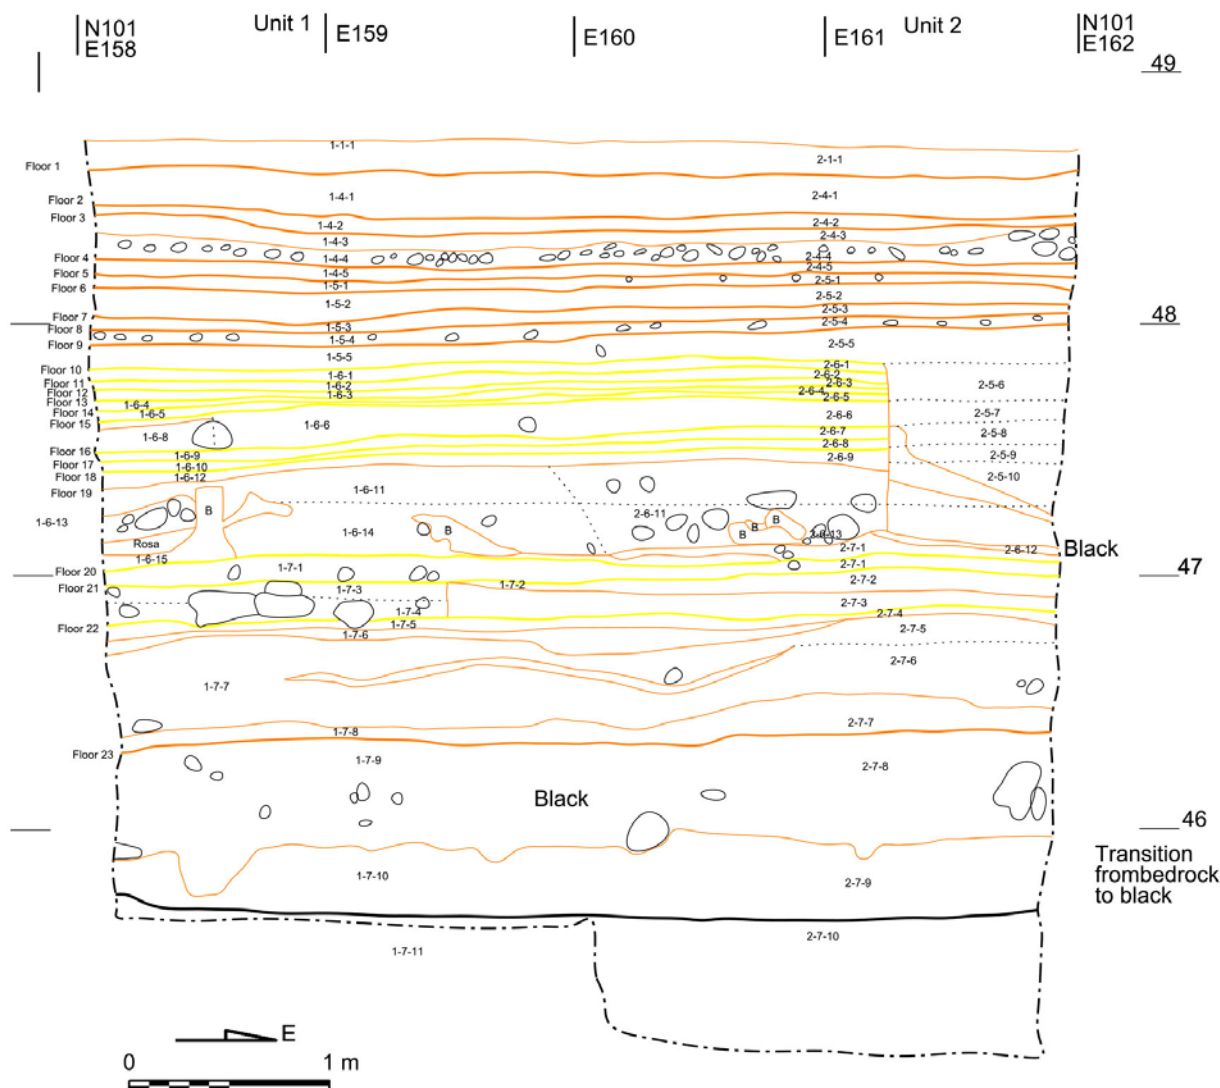 N101 Unit 1 E159 E160 E161 Unit 2 N101
E158 E162
49
1-1-1
2-1-1
Floor 1
1-4-1 2-4-1
Floor 2
Floor 3
1-4-2 2-4-2
1-4-3 2-4-3
Floor 4 1-4-4 2-4-4
Floor 5 1-4-5 2-4-5
Floor 6 1-5-1 2-5-1
1-5-2 2-5-2
Floor 7 2-5-3
Floor 8 1-5-3 2-5-4 48
Floor 9 1-5-4 2-5-5
1-5-5
Floor 10 2-6-1
1-6-1 2-6-2
Floor 11 1-6-2 2-6-3 2-5-6
Floor 12 1-6-3 2-6-4
Floor 13 2-6-5
1-6-4
Floor 14 1-6-5 2-6-6 2-5-7
Floor 15 1-6-6
1-6-8 2-6-7 2-5-8
Floor 16 1-6-9 2-6-8 2-5-9
Floor 17 1-6-10 2-6-9
Floor 18 1-6-12 2-5-10
Floor 19 1-6-11
B 2-6-11
1-6-13 1-6-14 B B B B 2-6-13
Rosa 2-7-1 2-6-12 Black
1-6-15
Floor 20 1-7-1 2-7-1 47
Floor 21 1-7-2 2-7-2
1-7-3 2-7-3
1-7-4 2-7-4
Floor 22 1-7-5 2-7-5
1-7-6
2-7-6
1-7-7
1-7-8 2-7-7
Floor 23
1-7-9 2-7-8
Black
46
Transition
frombedrock
to black
1-7-10 2-7-9
2-7-10
1-7-11
E
0 1 m